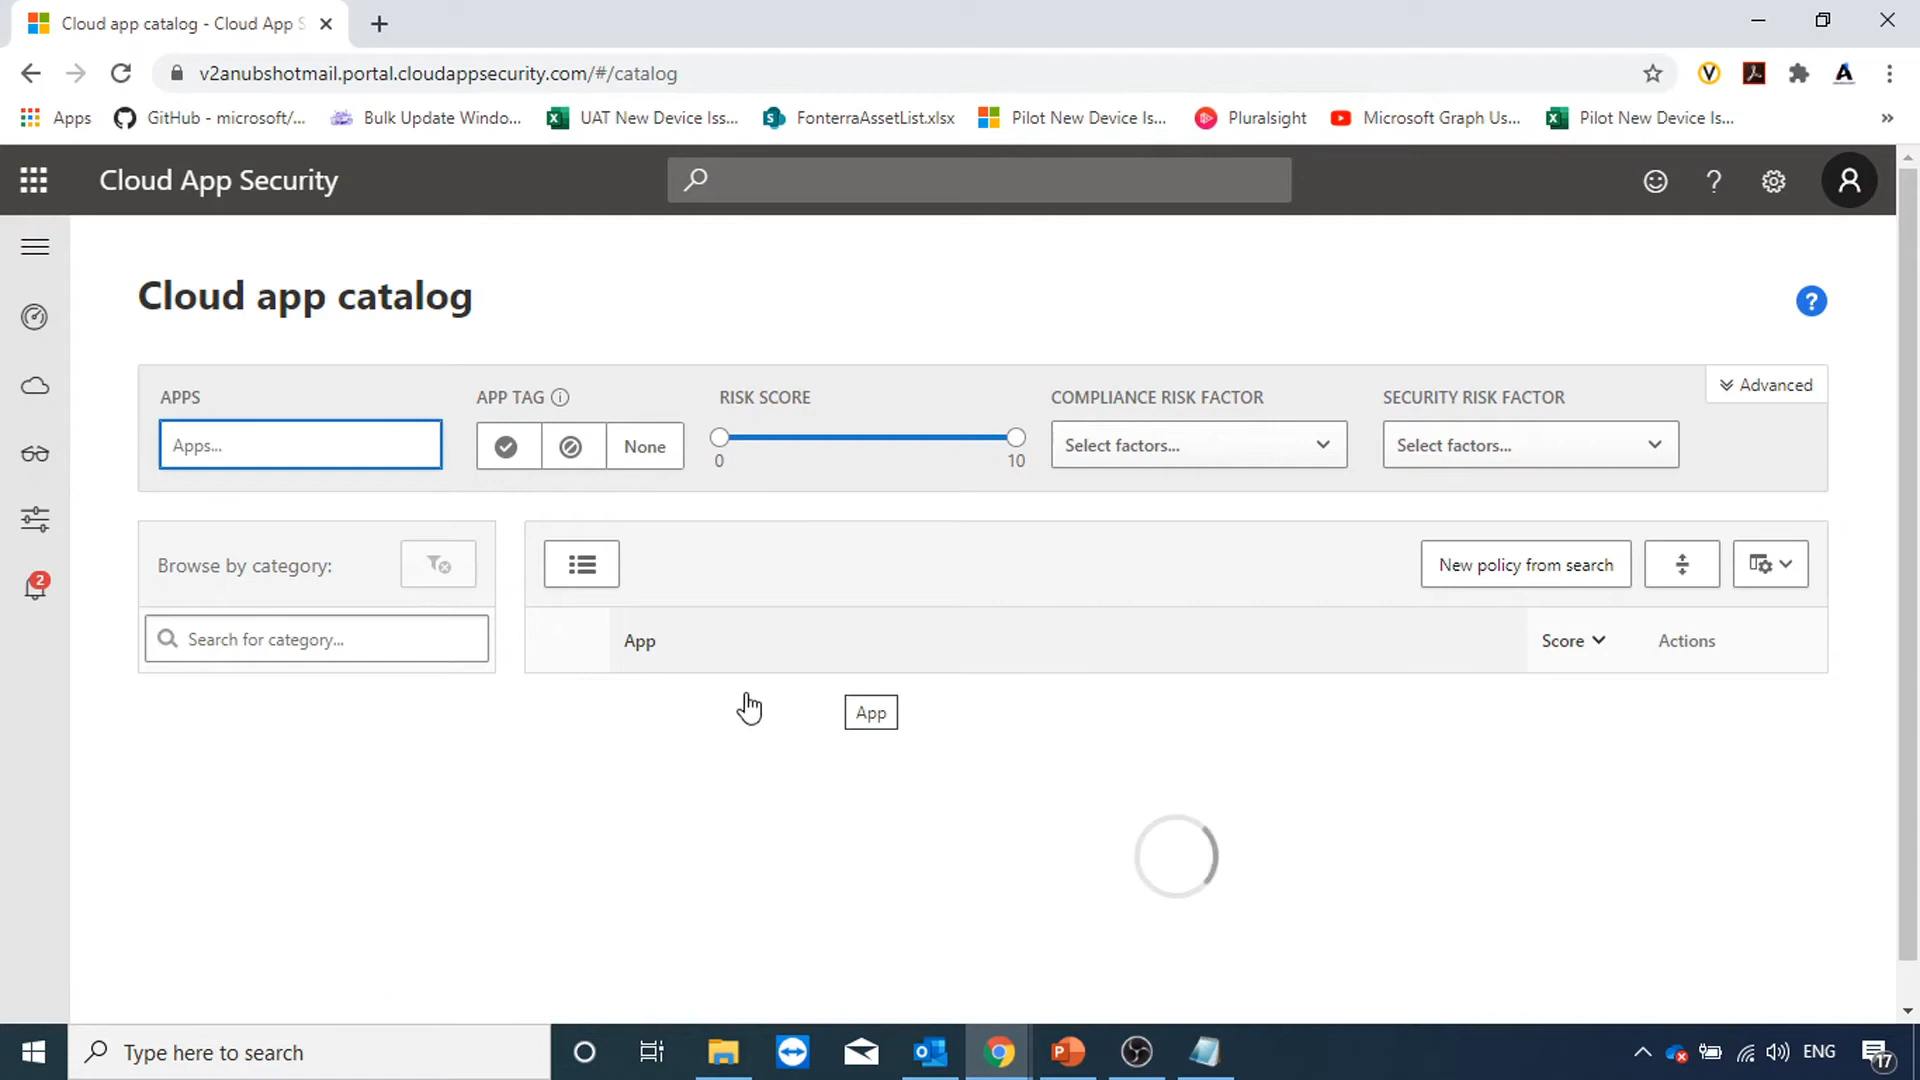 Cloud app catalog - Cloud App S
v2anubshotmail.portal.cloudappsecurity.com/#/catalog
Apps
GitHub - microsoft/...
Bulk Update Windo...
UAT New Device Iss...
FonterraAssetList.xlsx
Pilot New Device Is...
Pluralsight
Microsoft Graph Us...
Pilot New Device Is...
»
Cloud App Security
Cloud app catalog
Advanced
APPS
APP TAG
RISK SCORE
COMPLIANCE RISK FACTOR
SECURITY RISK FACTOR
Apps...
None
0
10
Select factors...
Select factors...
Browse by category:
New policy from search
Search for category...
App
Score
Actions
2
App
Type here to search
ENG
17